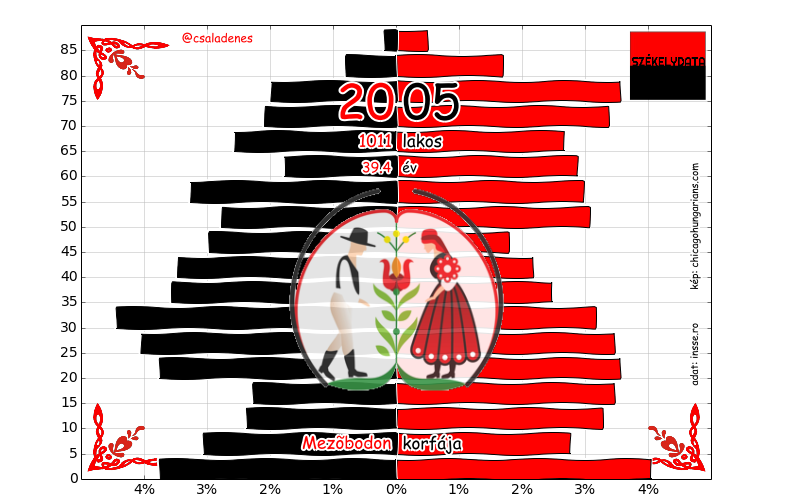 @csaladenes
SZÉKELYDATA
2005
1011 lakos
39.4 év
kép: chicagohungarians.com
adat: insse.ro
Mezőbodon korfája
85
80
75
70
65
60
55
50
45
40
35
30
25
20
15
10
5
0
4% 3% 2% 1% 0% 1% 2% 3% 4%